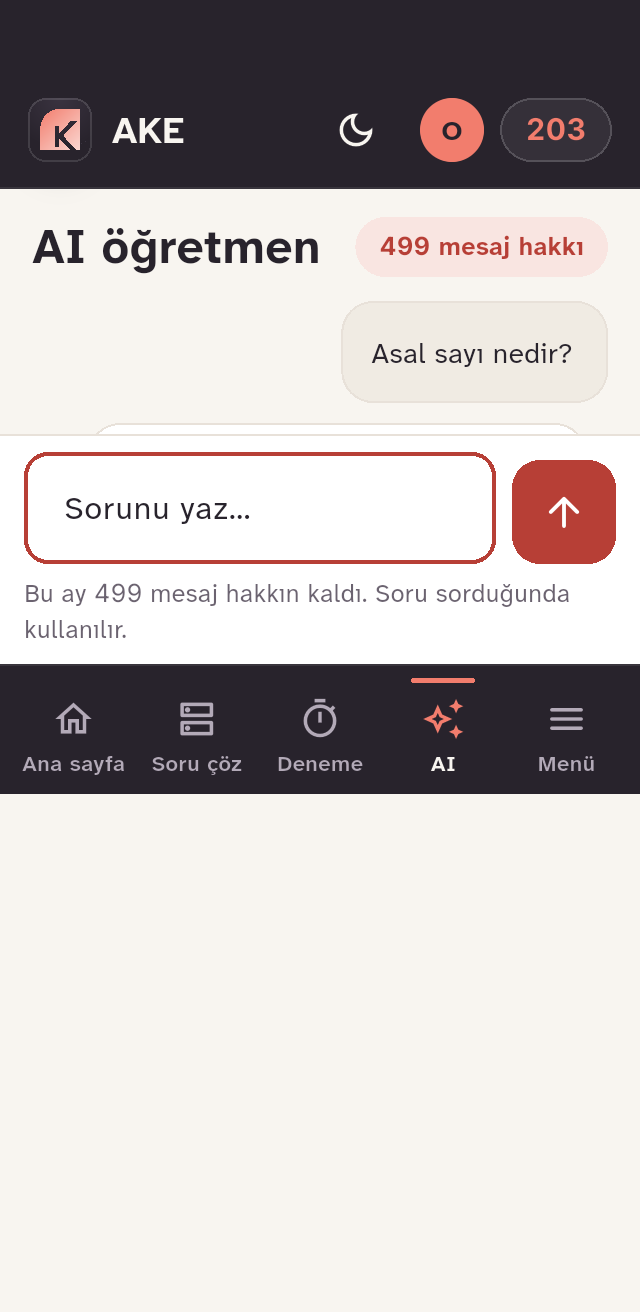 K
AKE
O
203
AI öğretmen
499 mesaj hakkı
Asal sayı nedir?
Sorunu yaz…
Bu ay 499 mesaj hakkın kaldı. Soru sorduğunda
kullanılır.
Ana sayfa
Soru çöz
Deneme
AI
Menü